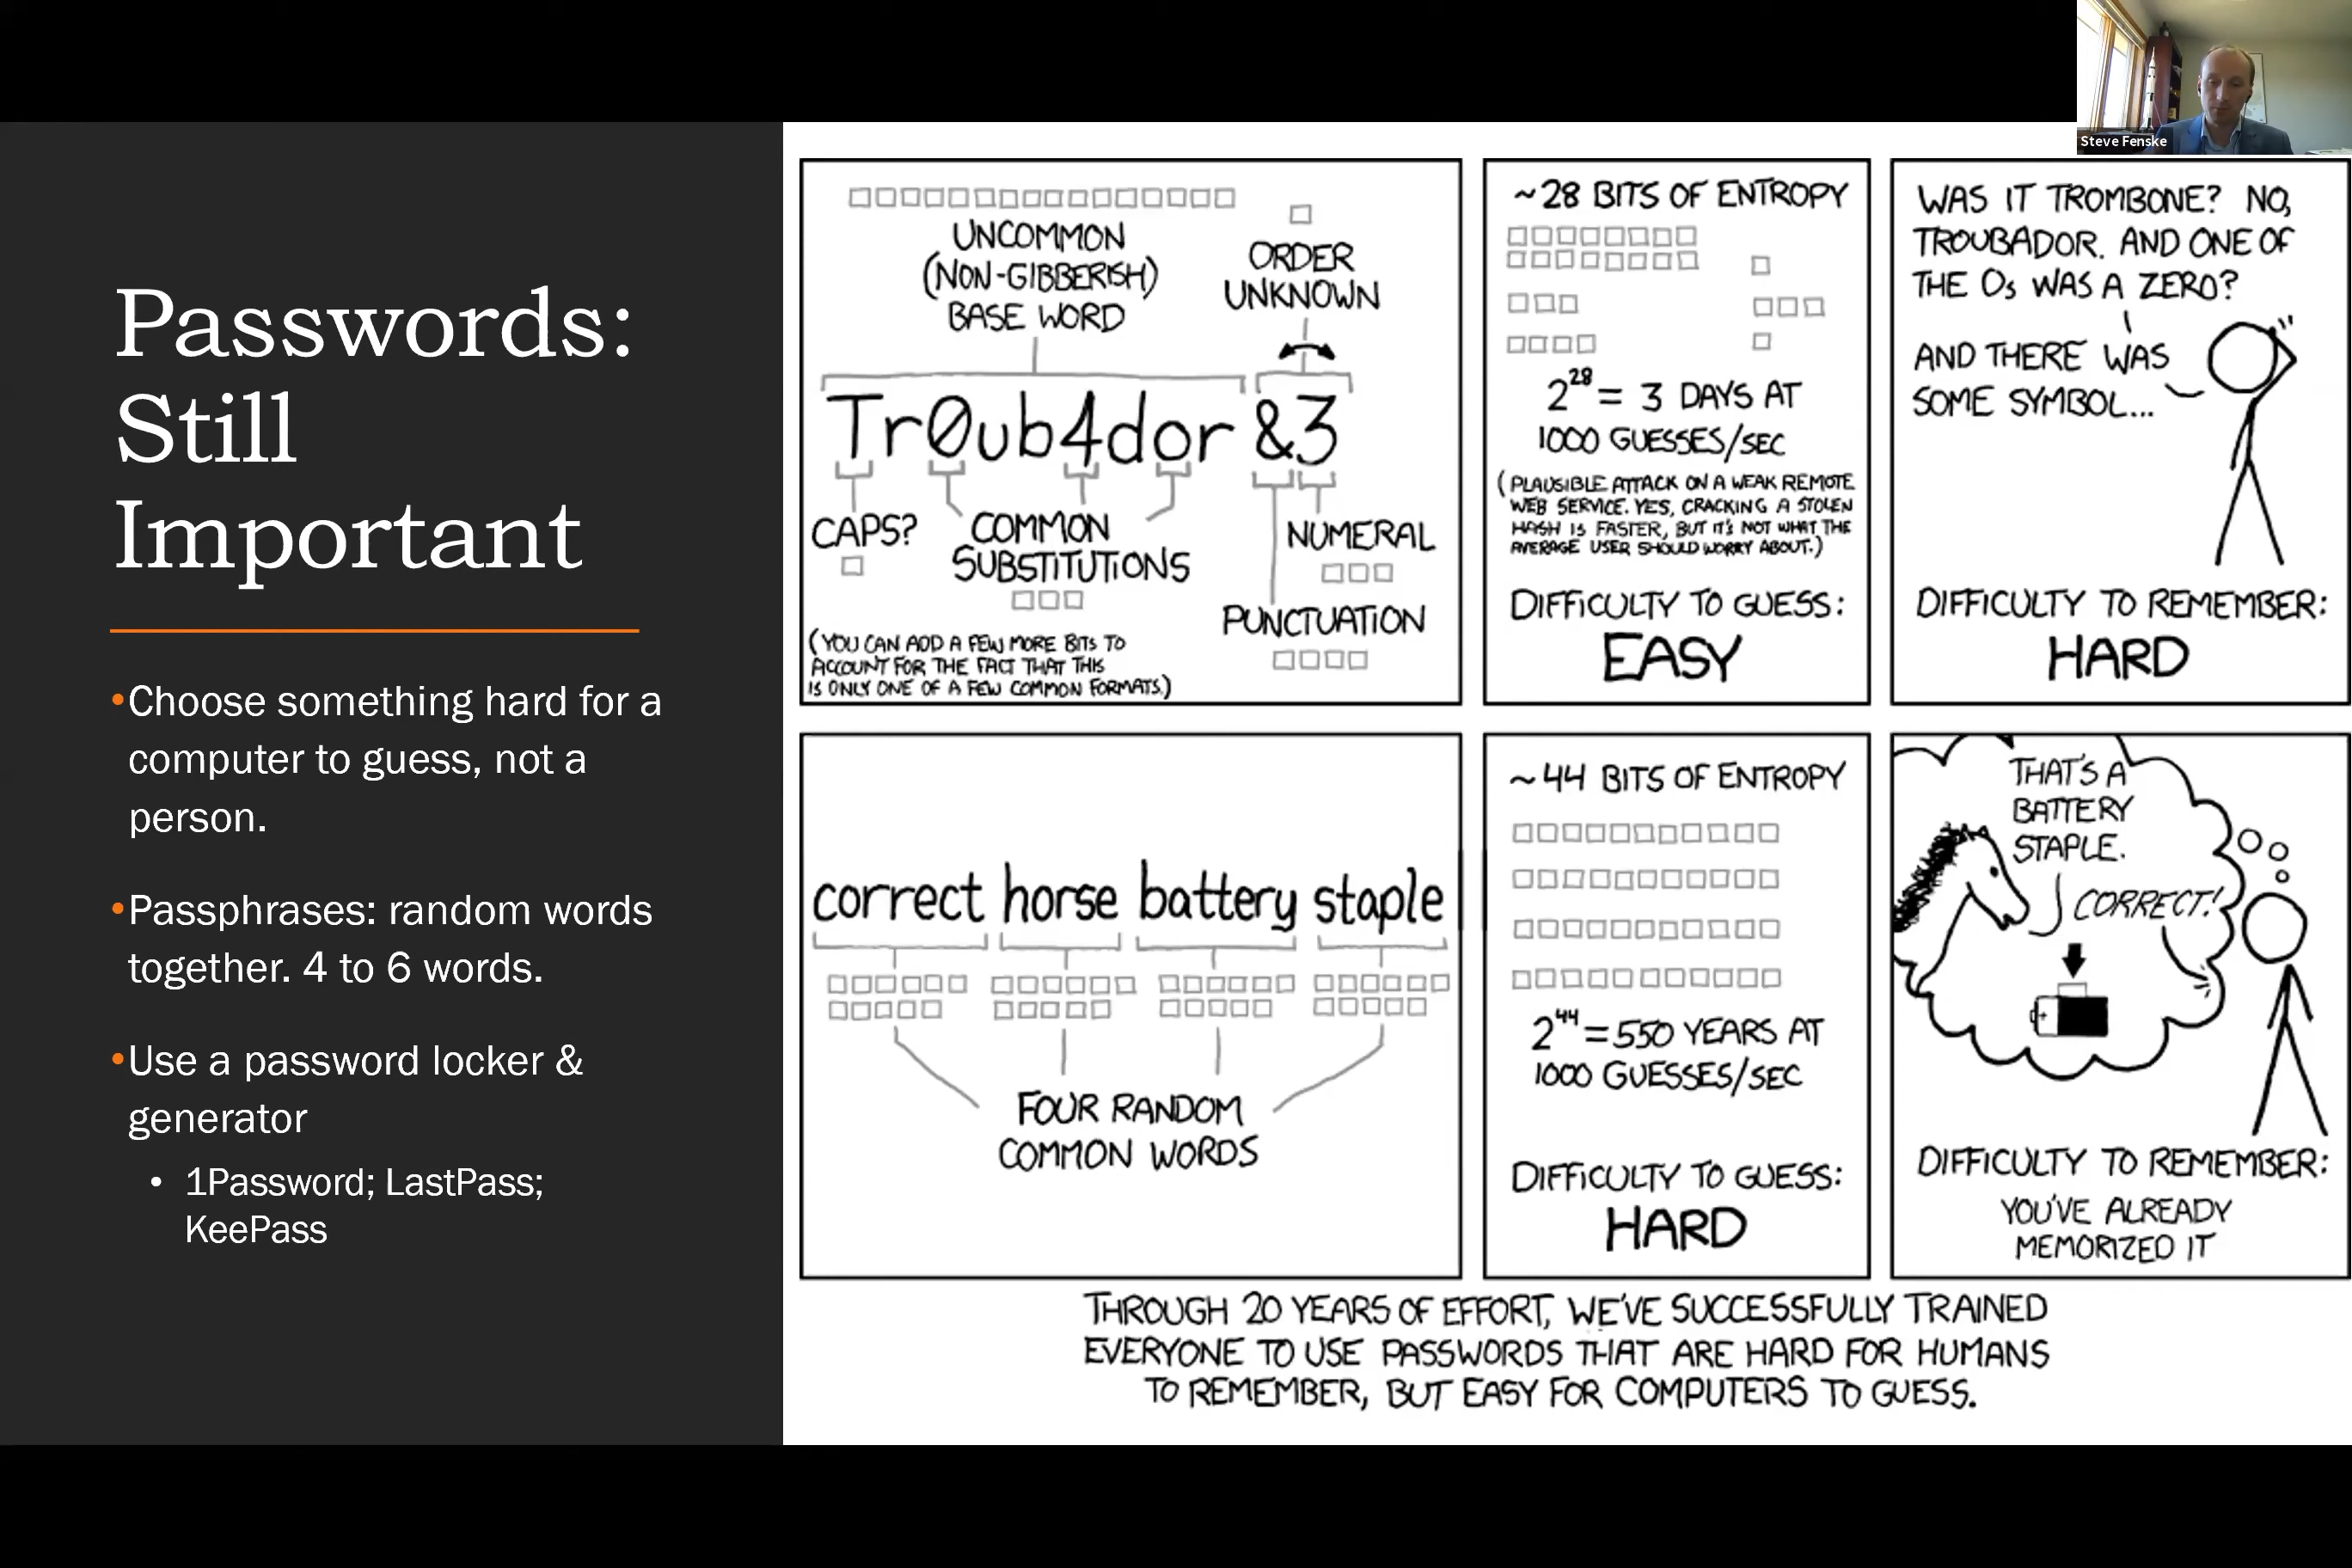 Steve Fenske
Passwords:
Still
Important
•Choose something hard for a
computer to guess, not a
person.
•Passphrases: random words
together. 4 to 6 words.
•Use a password locker &
generator
• 1Password; LastPass;
KeePass
UNCOMMON
(NON-GIBBERISH)
BASE WORD
ORDER
UNKNOWN
Tr0ub4dor &3
CAPS?
COMMON
SUBSTITUTIONS
NUMERAL
PUNCTUATION
(YOU CAN ADD A FEW MORE BITS TO
ACCOUNT FOR THE FACT THAT THIS
IS ONLY ONE OF A FEW COMMON FORMATS.)
~28 BITS OF ENTROPY
2^28 = 3 DAYS AT
1000 GUESSES/SEC
(PLAUSIBLE ATTACK ON A WEAK REMOTE
WEB SERVICE. YES, CRACKING A STOLEN
HASH IS FASTER, BUT IT'S NOT WHAT THE
AVERAGE USER SHOULD WORRY ABOUT.)
DIFFICULTY TO GUESS:
EASY
WAS IT TROMBONE? NO,
TROUBADOR. AND ONE OF
THE Os WAS A ZERO?
AND THERE WAS
SOME SYMBOL...
DIFFICULTY TO REMEMBER:
HARD
correct horse battery staple
FOUR RANDOM
COMMON WORDS
~44 BITS OF ENTROPY
2^44 = 550 YEARS AT
1000 GUESSES/SEC
DIFFICULTY TO GUESS:
HARD
THAT'S A
BATTERY
STAPLE.
CORRECT!
DIFFICULTY TO REMEMBER:
YOU'VE ALREADY
MEMORIZED IT
THROUGH 20 YEARS OF EFFORT, WE'VE SUCCESSFULLY TRAINED
EVERYONE TO USE PASSWORDS THAT ARE HARD FOR HUMANS
TO REMEMBER, BUT EASY FOR COMPUTERS TO GUESS.